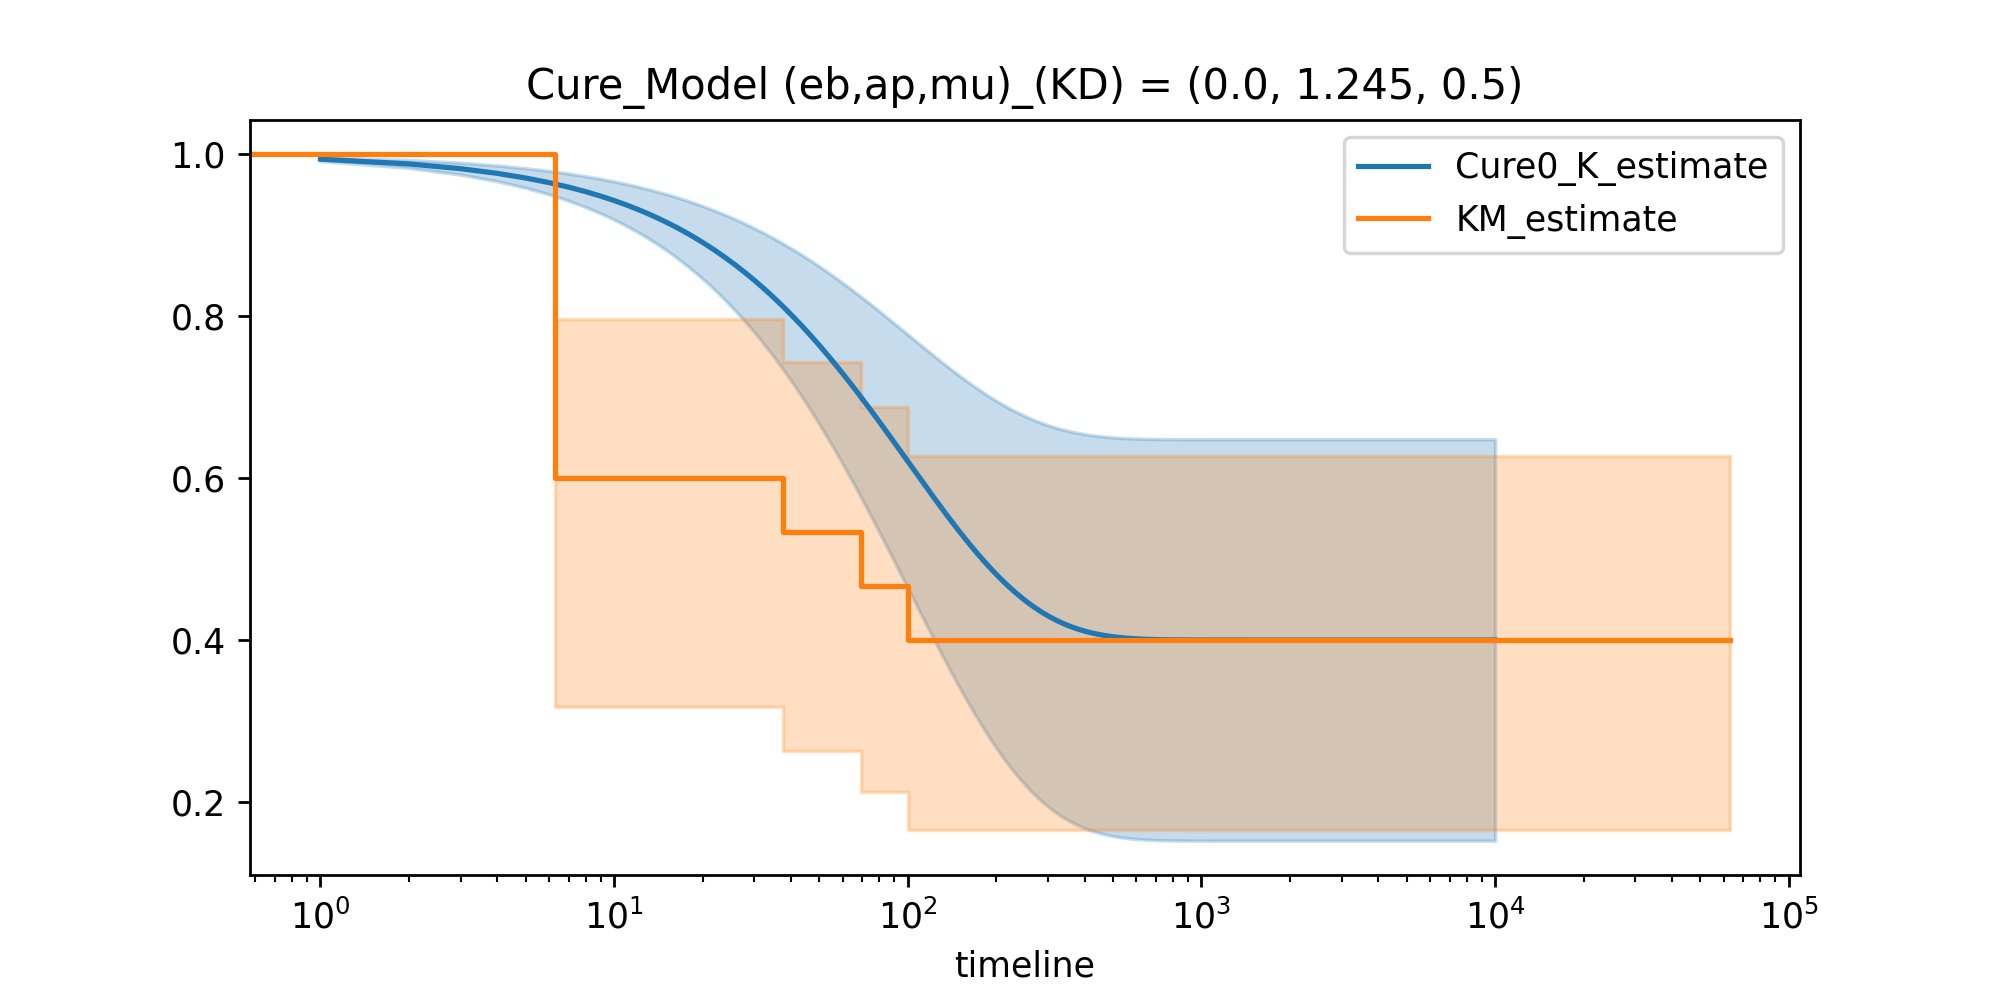 Cure_Model (eb,ap,mu)_(KD) = (0.0, 1.245, 0.5)
Cure0_K_estimate
KM_estimate
1.0
0.8
0.6
0.4
0.2
10⁰ 10¹ 10² 10³ 10⁴ 10⁵
timeline